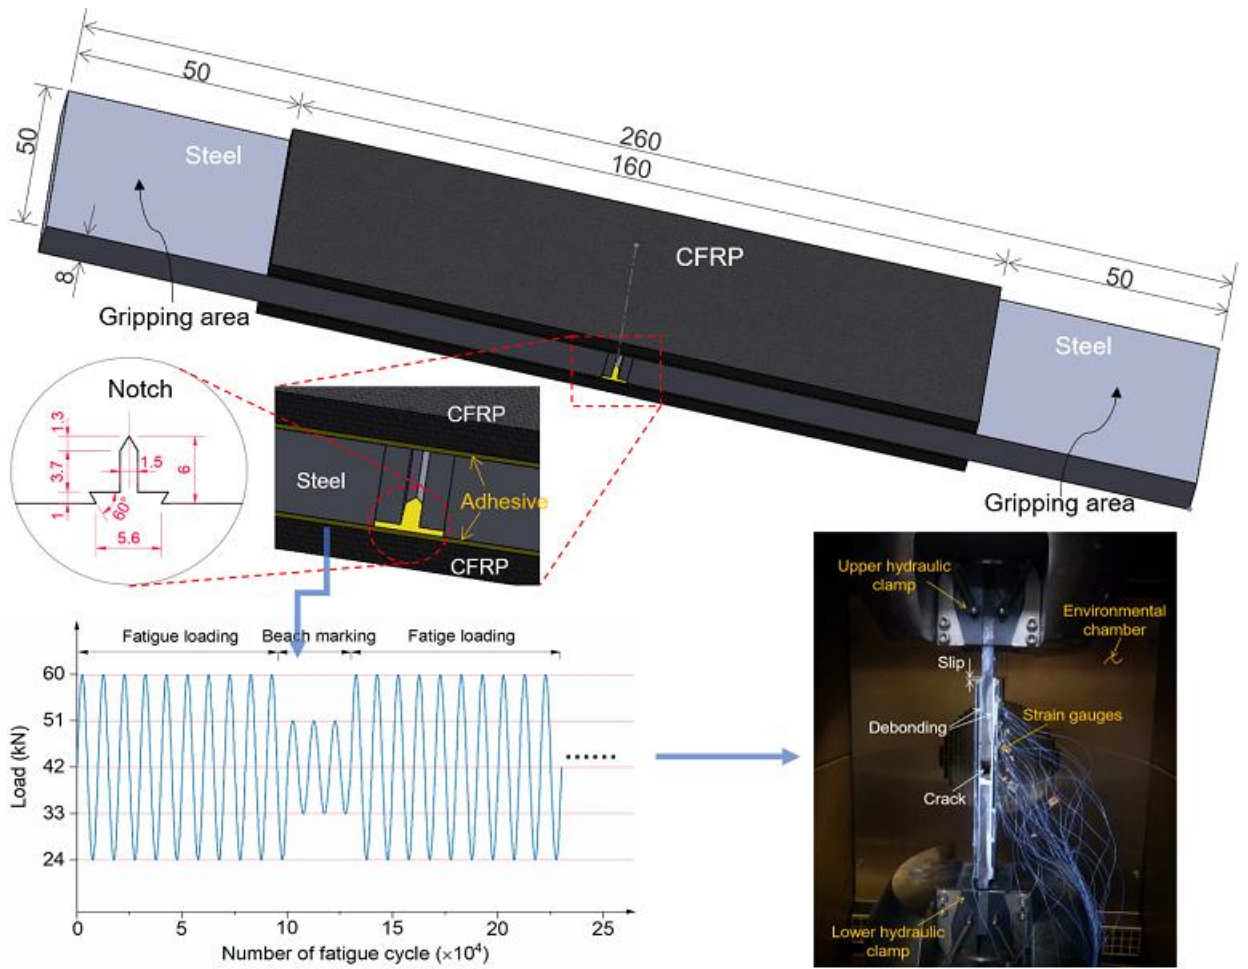 50
260
160
50
50
8
Steel
CFRP
Steel
Gripping area
Gripping area
Notch
1.3
3.7
1
1.5
6
60°
5.6
CFRP
Steel
Adhesive
CFRP
Fatigue loading
Beach marking
Fatige loading
Load (kN)
60
51
42
33
24
0
5
10
15
20
25
Number of fatigue cycle (×10⁴)
Upper hydraulic
clamp
Environmental
chamber
Slip
Strain gauges
Debonding
Crack
Lower hydraulic
clamp